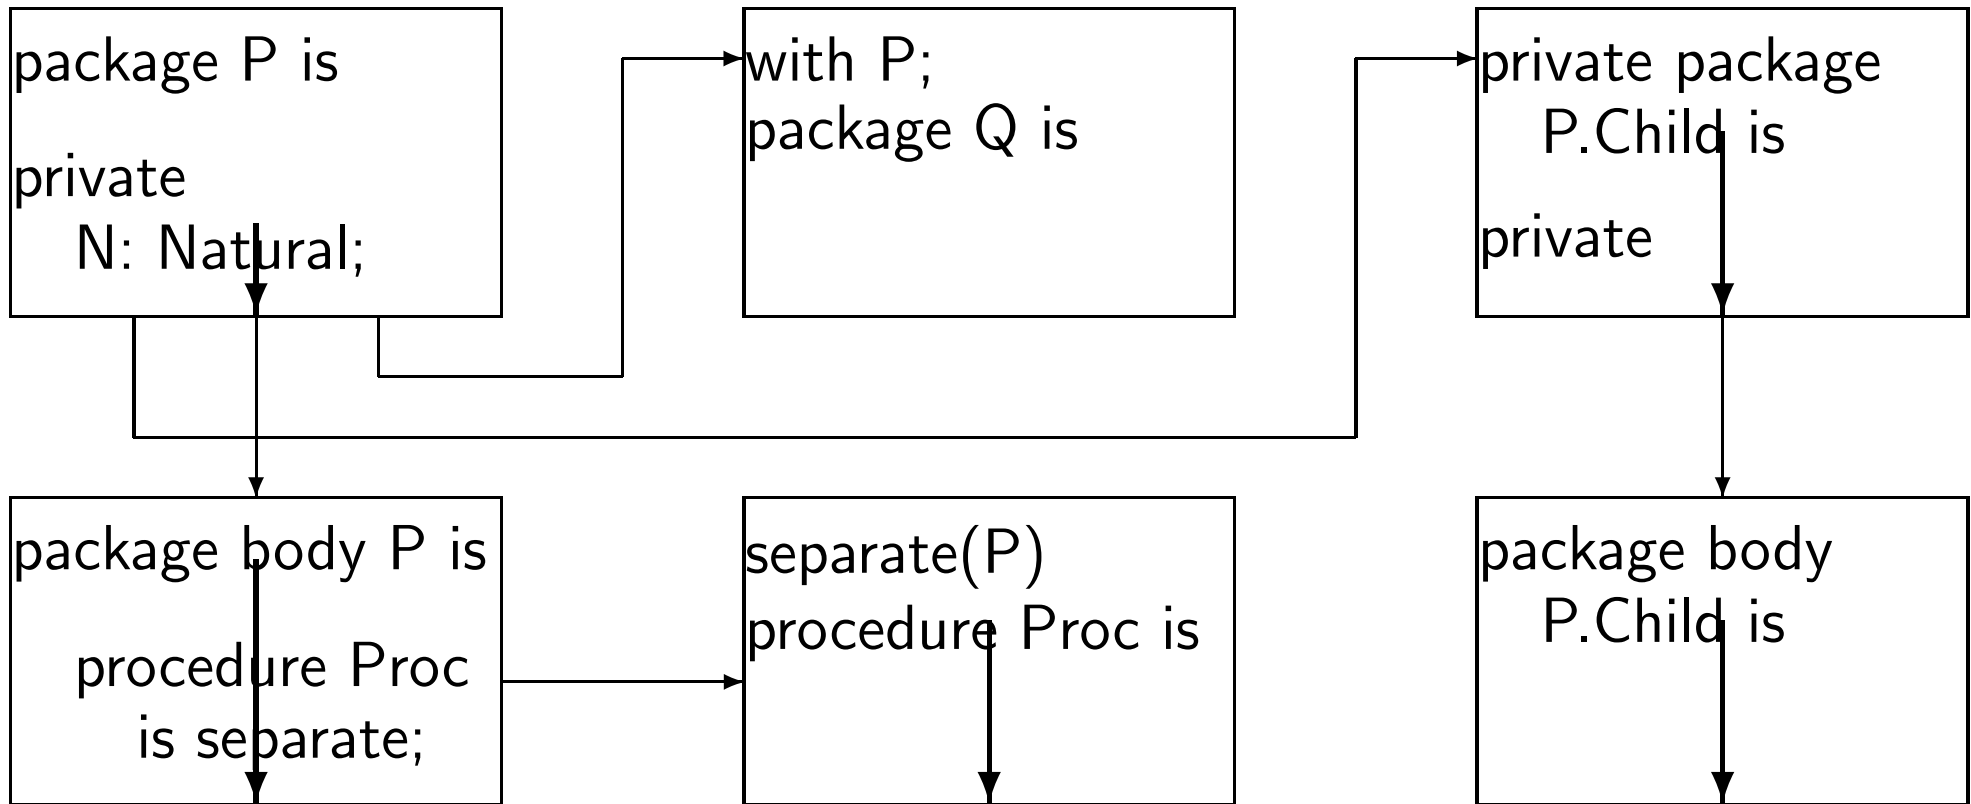 package P is
private
N: Natural;
with P;
package Q is
private package
P.Child is
private
package body P is
procedure Proc
is separate;
separate(P)
procedure Proc is
package body
P.Child is